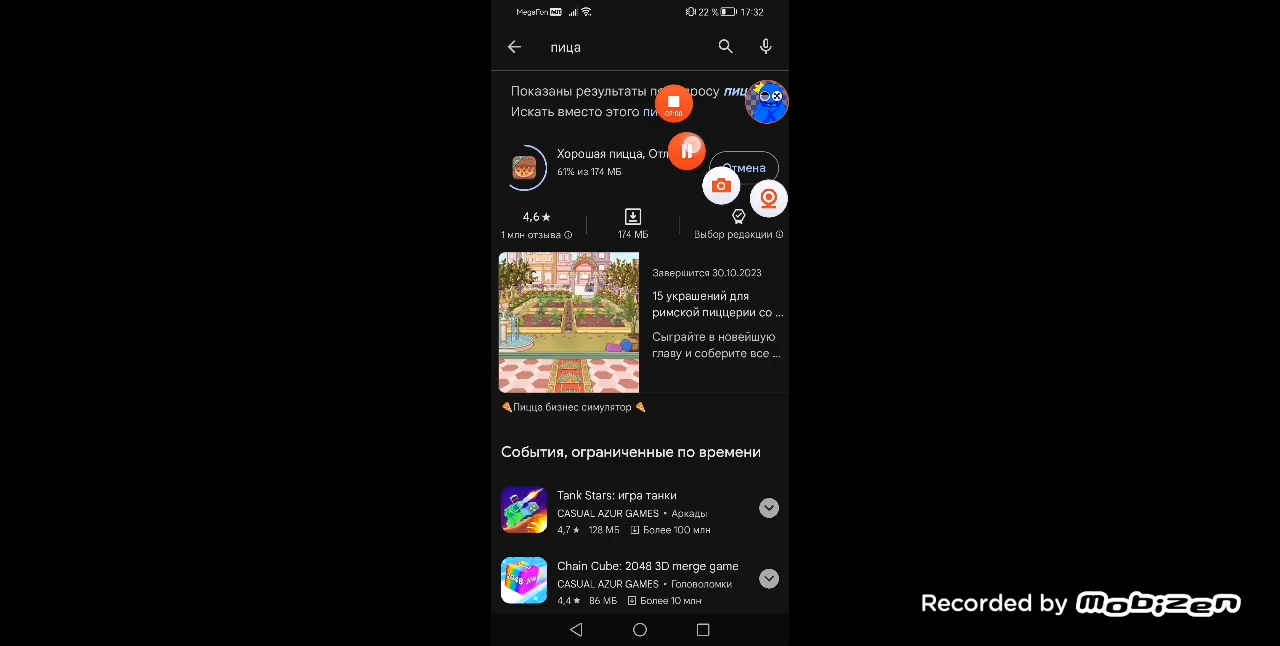 MegaFon 22 % 17:32
пица
Показаны результаты по
Искать вместо этого
02:00
Хорошая пицца,
Отмена
61% из 174 МБ
4,6★
1 млн отзыва
174 МБ
Выбор редакции
Завершится 30.10.2023
15 украшений для
римской пиццерии со ...
Сыграйте в новейшую
главу и соберите все ...
🍕Пицца бизнес симулятор 🍕
События, ограниченные по времени
Tank Stars: игра танки
CASUAL AZUR GAMES • Аркады
4,7★ 128 МБ Более 100 млн
2048
Chain Cube: 2048 3D merge game
CASUAL AZUR GAMES • Головоломки
4,4★ 86 МБ Более 10 млн
Recorded by mobizen